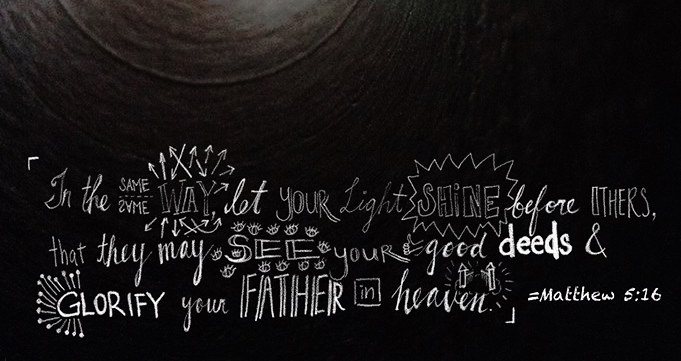 「In the SAME SAME WAY, let YOUR Light SHiNE before OTHERS,
that they may SEE your good deeds &
GLORIFY your FATHER in heaven.」 =Matthew 5:16